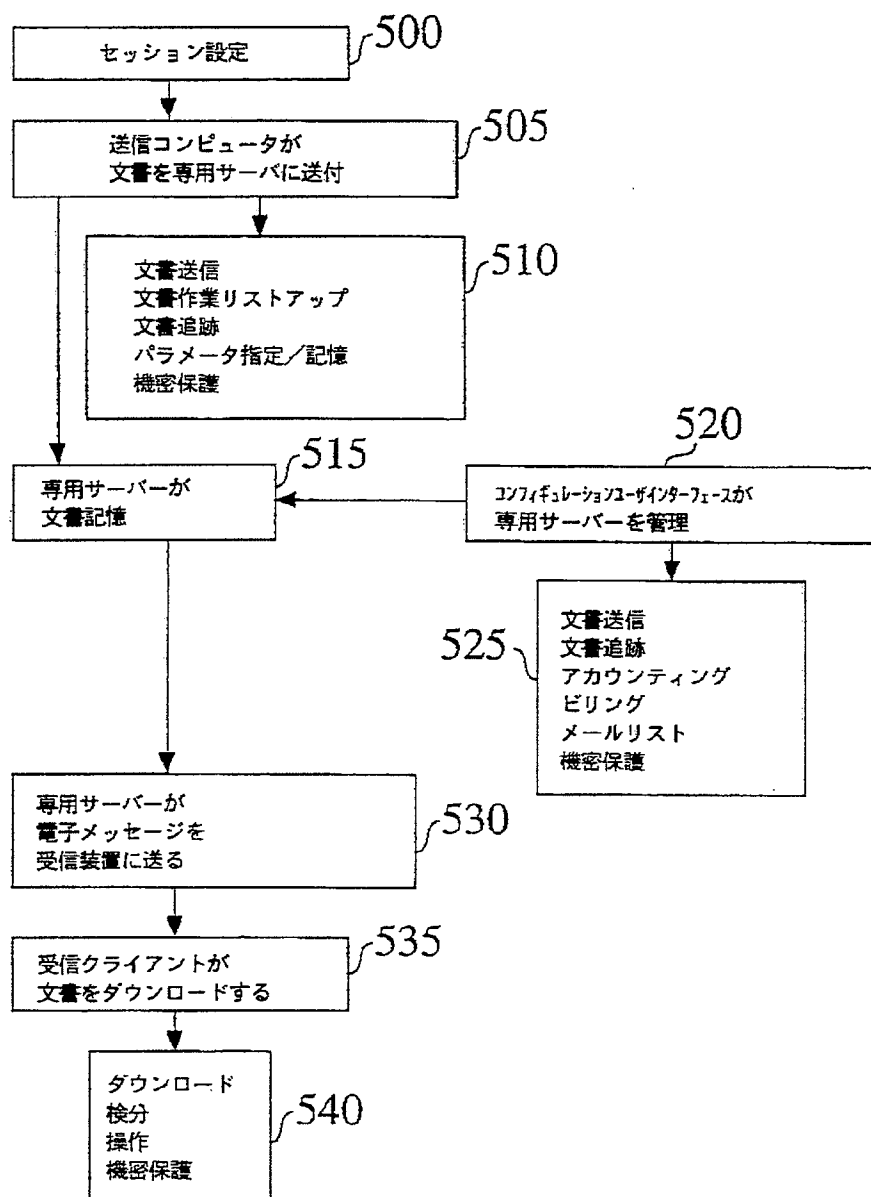 セッション設定
500
送信コンピュータが
文書を専用サーバに送付
505
文書送信
文書作業リストアップ
文書追跡
パラメータ指定／記憶
機密保護
510
専用サーバーが
文書記憶
515
520
コンフィギュレーションユーザインターフェースが
専用サーバーを管理
525
文書送信
文書追跡
アカウンティング
ビリング
メールリスト
機密保護
専用サーバーが
電子メッセージを
受信装置に送る
530
受信クライアントが
文書をダウンロードする
535
ダウンロード
検分
操作
機密保護
540